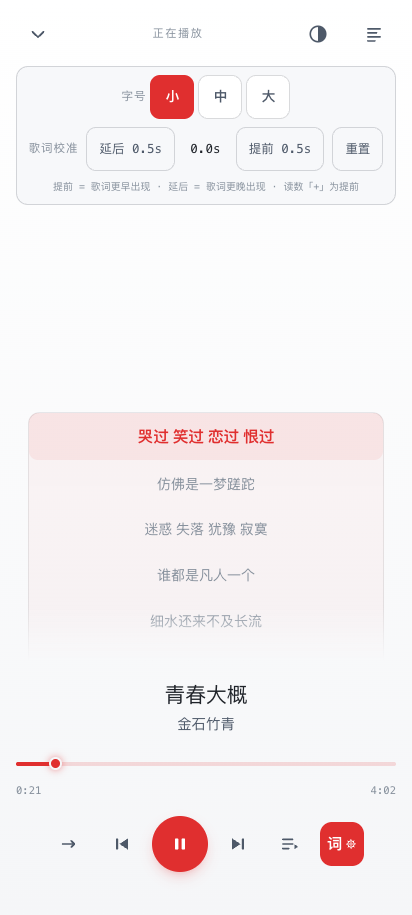 正在播放
字号 小 中 大
歌词校准 延后 0.5s 0.0s 提前 0.5s 重置
提前 = 歌词更早出现 · 延后 = 歌词更晚出现 · 读数「+」为提前
哭过 笑过 恋过 恨过
仿佛是一梦蹉跎
迷惑 失落 犹豫 寂寞
谁都是凡人一个
细水还来不及长流
青春大概
金石竹青
0:21 4:02
词